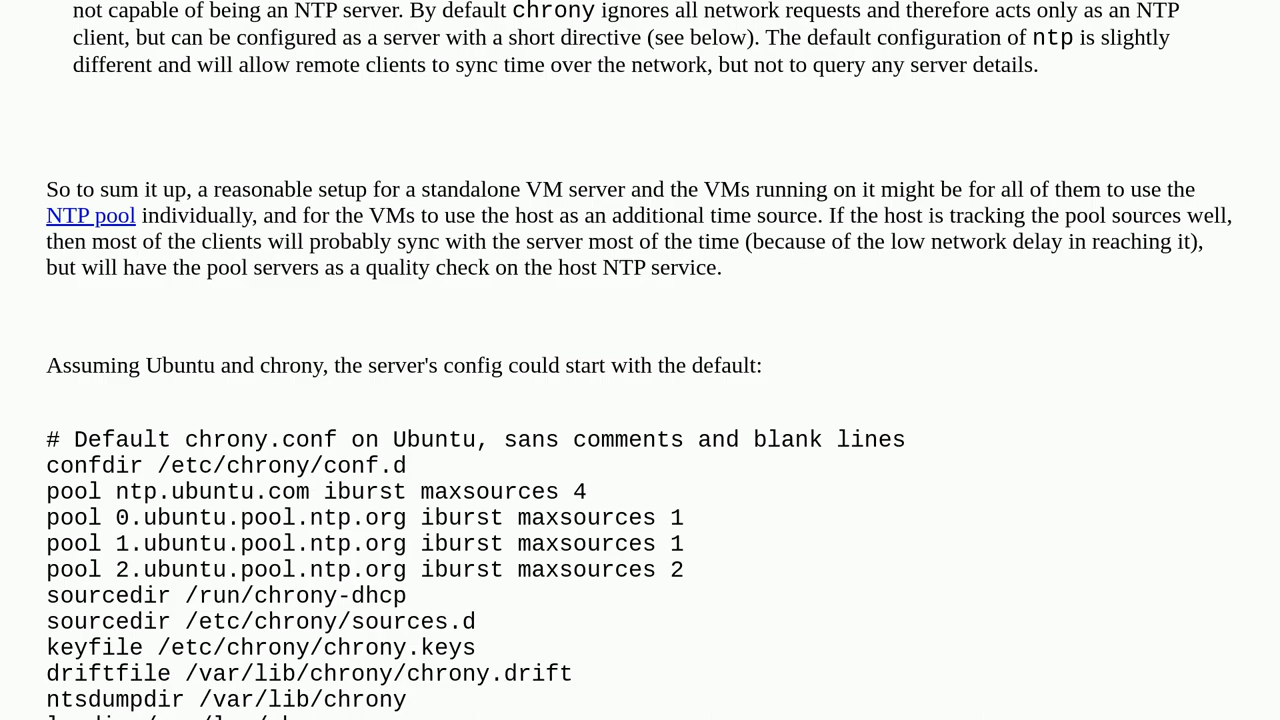 not capable of being an NTP server. By default chrony ignores all network requests and therefore acts only as an NTP
client, but can be configured as a server with a short directive (see below). The default configuration of ntp is slightly
different and will allow remote clients to sync time over the network, but not to query any server details.
So to sum it up, a reasonable setup for a standalone VM server and the VMs running on it might be for all of them to use the
NTP pool individually, and for the VMs to use the host as an additional time source. If the host is tracking the pool sources well,
then most of the clients will probably sync with the server most of the time (because of the low network delay in reaching it),
but will have the pool servers as a quality check on the host NTP service.
Assuming Ubuntu and chrony, the server's config could start with the default:
# Default chrony.conf on Ubuntu, sans comments and blank lines
confdir /etc/chrony/conf.d
pool ntp.ubuntu.com iburst maxsources 4
pool 0.ubuntu.pool.ntp.org iburst maxsources 1
pool 1.ubuntu.pool.ntp.org iburst maxsources 1
pool 2.ubuntu.pool.ntp.org iburst maxsources 2
sourcedir /run/chrony-dhcp
sourcedir /etc/chrony/sources.d
keyfile /etc/chrony/chrony.keys
driftfile /var/lib/chrony/chrony.drift
ntsdumpdir /var/lib/chrony